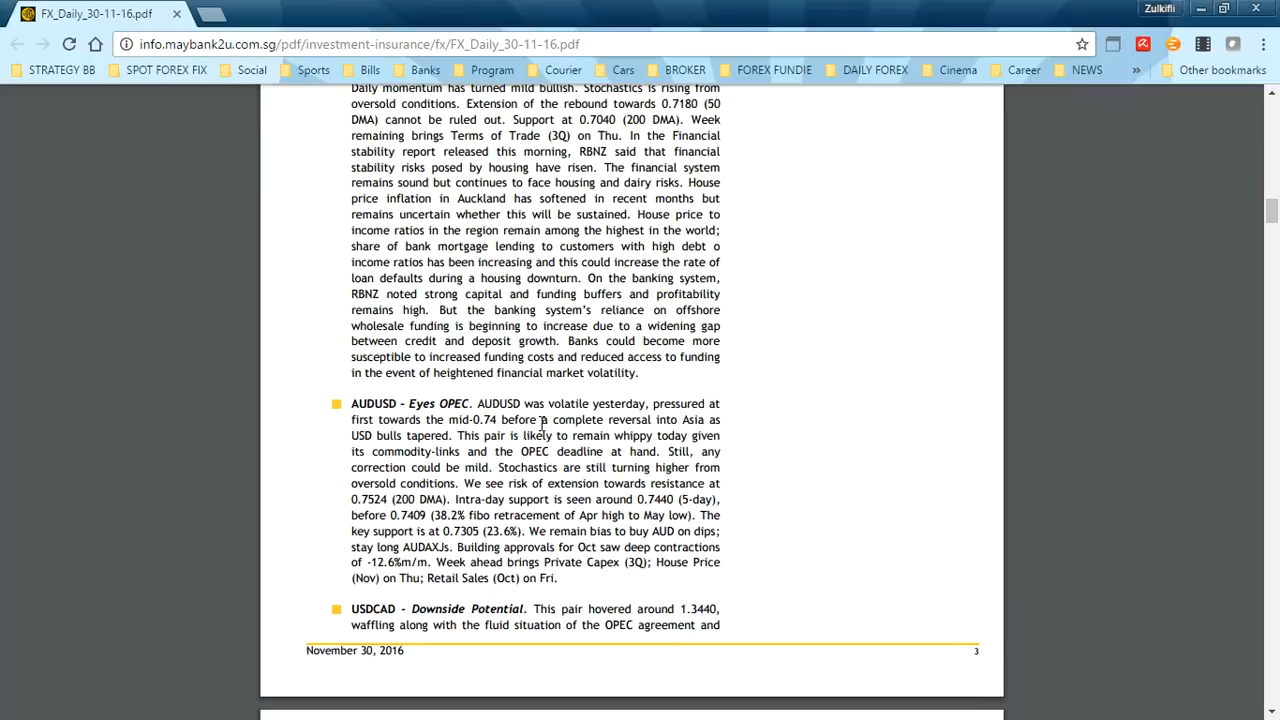 FX_Daily_30-11-16.pdf
Zulkifli
info.maybank2u.com.sg/pdf/investment-insurance/fx/FX_Daily_30-11-16.pdf
STRATEGY BB SPOT FOREX FIX Social Sports Bills Banks Program Courier Cars BROKER FOREX FUNDIE DAILY FOREX Cinema Career NEWS » Other bookmarks
Daily momentum has turned mild bullish. Stochastics is rising from
oversold conditions. Extension of the rebound towards 0.7180 (50
DMA) cannot be ruled out. Support at 0.7040 (200 DMA). Week
remaining brings Terms of Trade (3Q) on Thu. In the Financial
stability report released this morning, RBNZ said that financial
stability risks posed by housing have risen. The financial system
remains sound but continues to face housing and dairy risks. House
price inflation in Auckland has softened in recent months but
remains uncertain whether this will be sustained. House price to
income ratios in the region remain among the highest in the world;
share of bank mortgage lending to customers with high debt o
income ratios has been increasing and this could increase the rate of
loan defaults during a housing downturn. On the banking system,
RBNZ noted strong capital and funding buffers and profitability
remains high. But the banking system's reliance on offshore
wholesale funding is beginning to increase due to a widening gap
between credit and deposit growth. Banks could become more
susceptible to increased funding costs and reduced access to funding
in the event of heightened financial market volatility.
AUDUSD – Eyes OPEC. AUDUSD was volatile yesterday, pressured at
first towards the mid-0.74 before a complete reversal into Asia as
USD bulls tapered. This pair is likely to remain whippy today given
its commodity-links and the OPEC deadline at hand. Still, any
correction could be mild. Stochastics are still turning higher from
oversold conditions. We see risk of extension towards resistance at
0.7524 (200 DMA). Intra-day support is seen around 0.7440 (5-day),
before 0.7409 (38.2% fibo retracement of Apr high to May low). The
key support is at 0.7305 (23.6%). We remain bias to buy AUD on dips;
stay long AUDAXJs. Building approvals for Oct saw deep contractions
of -12.6%m/m. Week ahead brings Private Capex (3Q); House Price
(Nov) on Thu; Retail Sales (Oct) on Fri.
USDCAD – Downside Potential. This pair hovered around 1.3440,
waffling along with the fluid situation of the OPEC agreement and
November 30, 2016
3